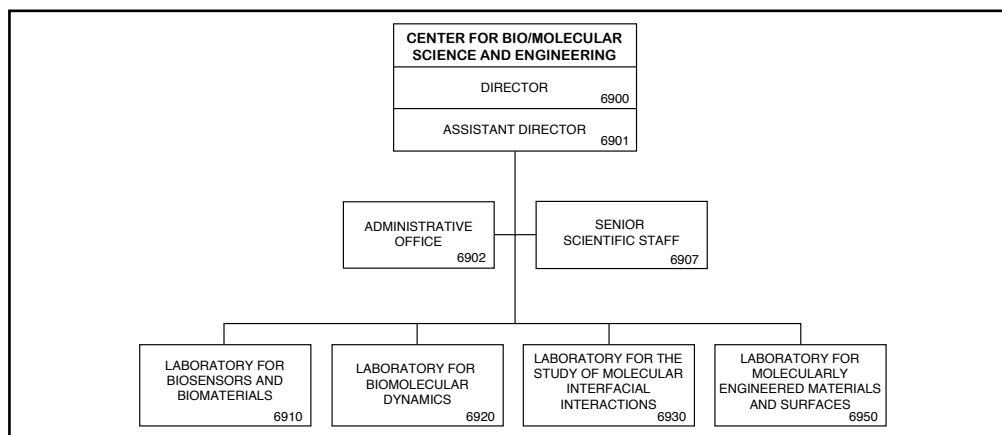 CENTER FOR BIO/MOLECULAR
SCIENCE AND ENGINEERING
DIRECTOR
6900
ASSISTANT DIRECTOR
6901
ADMINISTRATIVE
OFFICE
6902
SENIOR
SCIENTIFIC STAFF
6907
LABORATORY FOR
BIOSENSORS AND
BIOMATERIALS
6910
LABORATORY FOR
BIOMOLECULAR
DYNAMICS
6920
LABORATORY FOR THE
STUDY OF MOLECULAR
INTERFACIAL
INTERACTIONS
6930
LABORATORY FOR
MOLECULARLY
ENGINEERED MATERIALS
AND SURFACES
6950